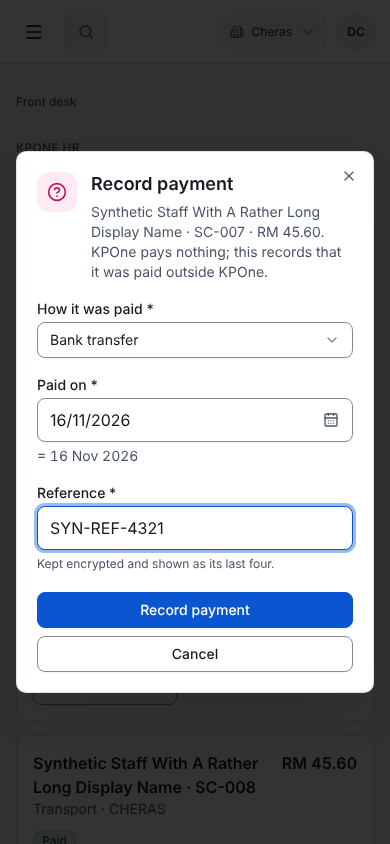 Cheras
DC
Front desk
KPONE HR
Record payment
Synthetic Staff With A Rather Long
Display Name · SC-007 · RM 45.60.
KPOne pays nothing; this records that
it was paid outside KPOne.
How it was paid *
Bank transfer
Paid on *
16/11/2026
= 16 Nov 2026
Reference *
SYN-REF-4321
Kept encrypted and shown as its last four.
Record payment
Cancel
Synthetic Staff With A Rather RM 45.60
Long Display Name · SC-008
Transport · CHERAS
Paid